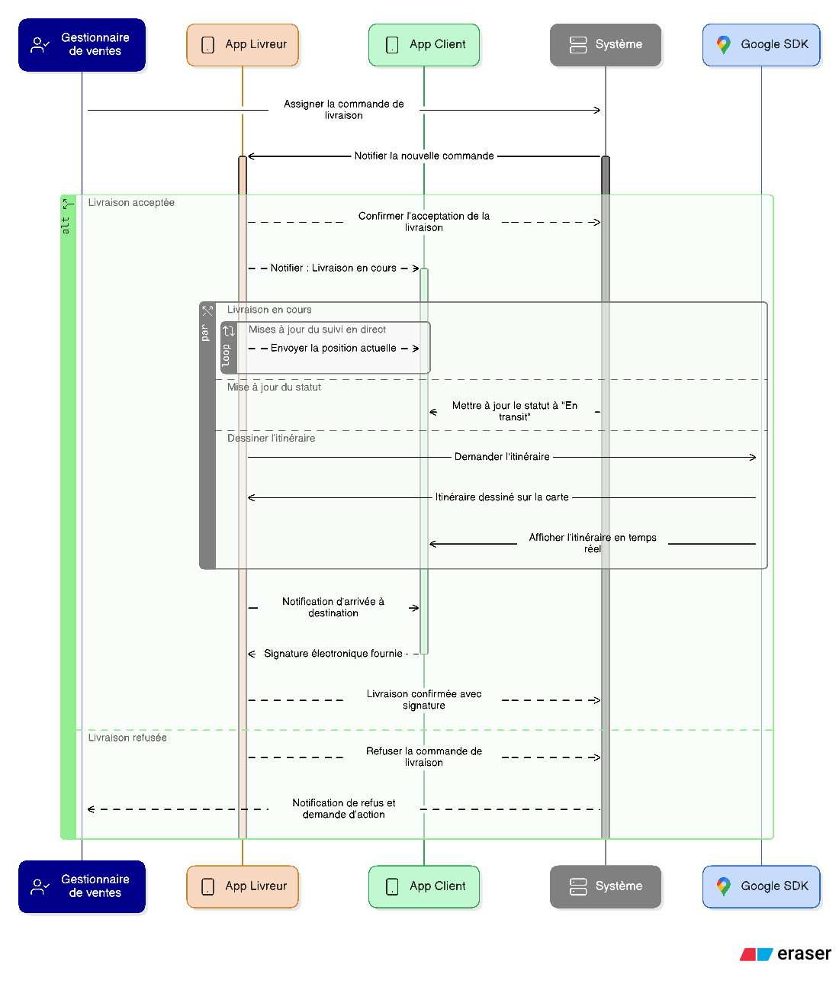 Gestionnaire
de ventes
App Livreur
App Client
Système
Google SDK
Assigner la commande de
livraison
Notifier la nouvelle commande
alt
Livraison acceptée
Confirmer l'acceptation de la
livraison
Notifier : Livraison en cours
par
Livraison en cours
loop
Mises à jour du suivi en direct
Envoyer la position actuelle
Mise à jour du statut
Mettre à jour le statut à "En
transit"
Dessiner l'itinéraire
Demander l'itinéraire
Itinéraire dessiné sur la carte
Afficher l'itinéraire en temps
réel
Notification d'arrivée à
destination
Signature électronique fournie
Livraison confirmée avec
signature
Livraison refusée
Refuser la commande de
livraison
Notification de refus et
demande d'action
Gestionnaire
de ventes
App Livreur
App Client
Système
Google SDK
eraser